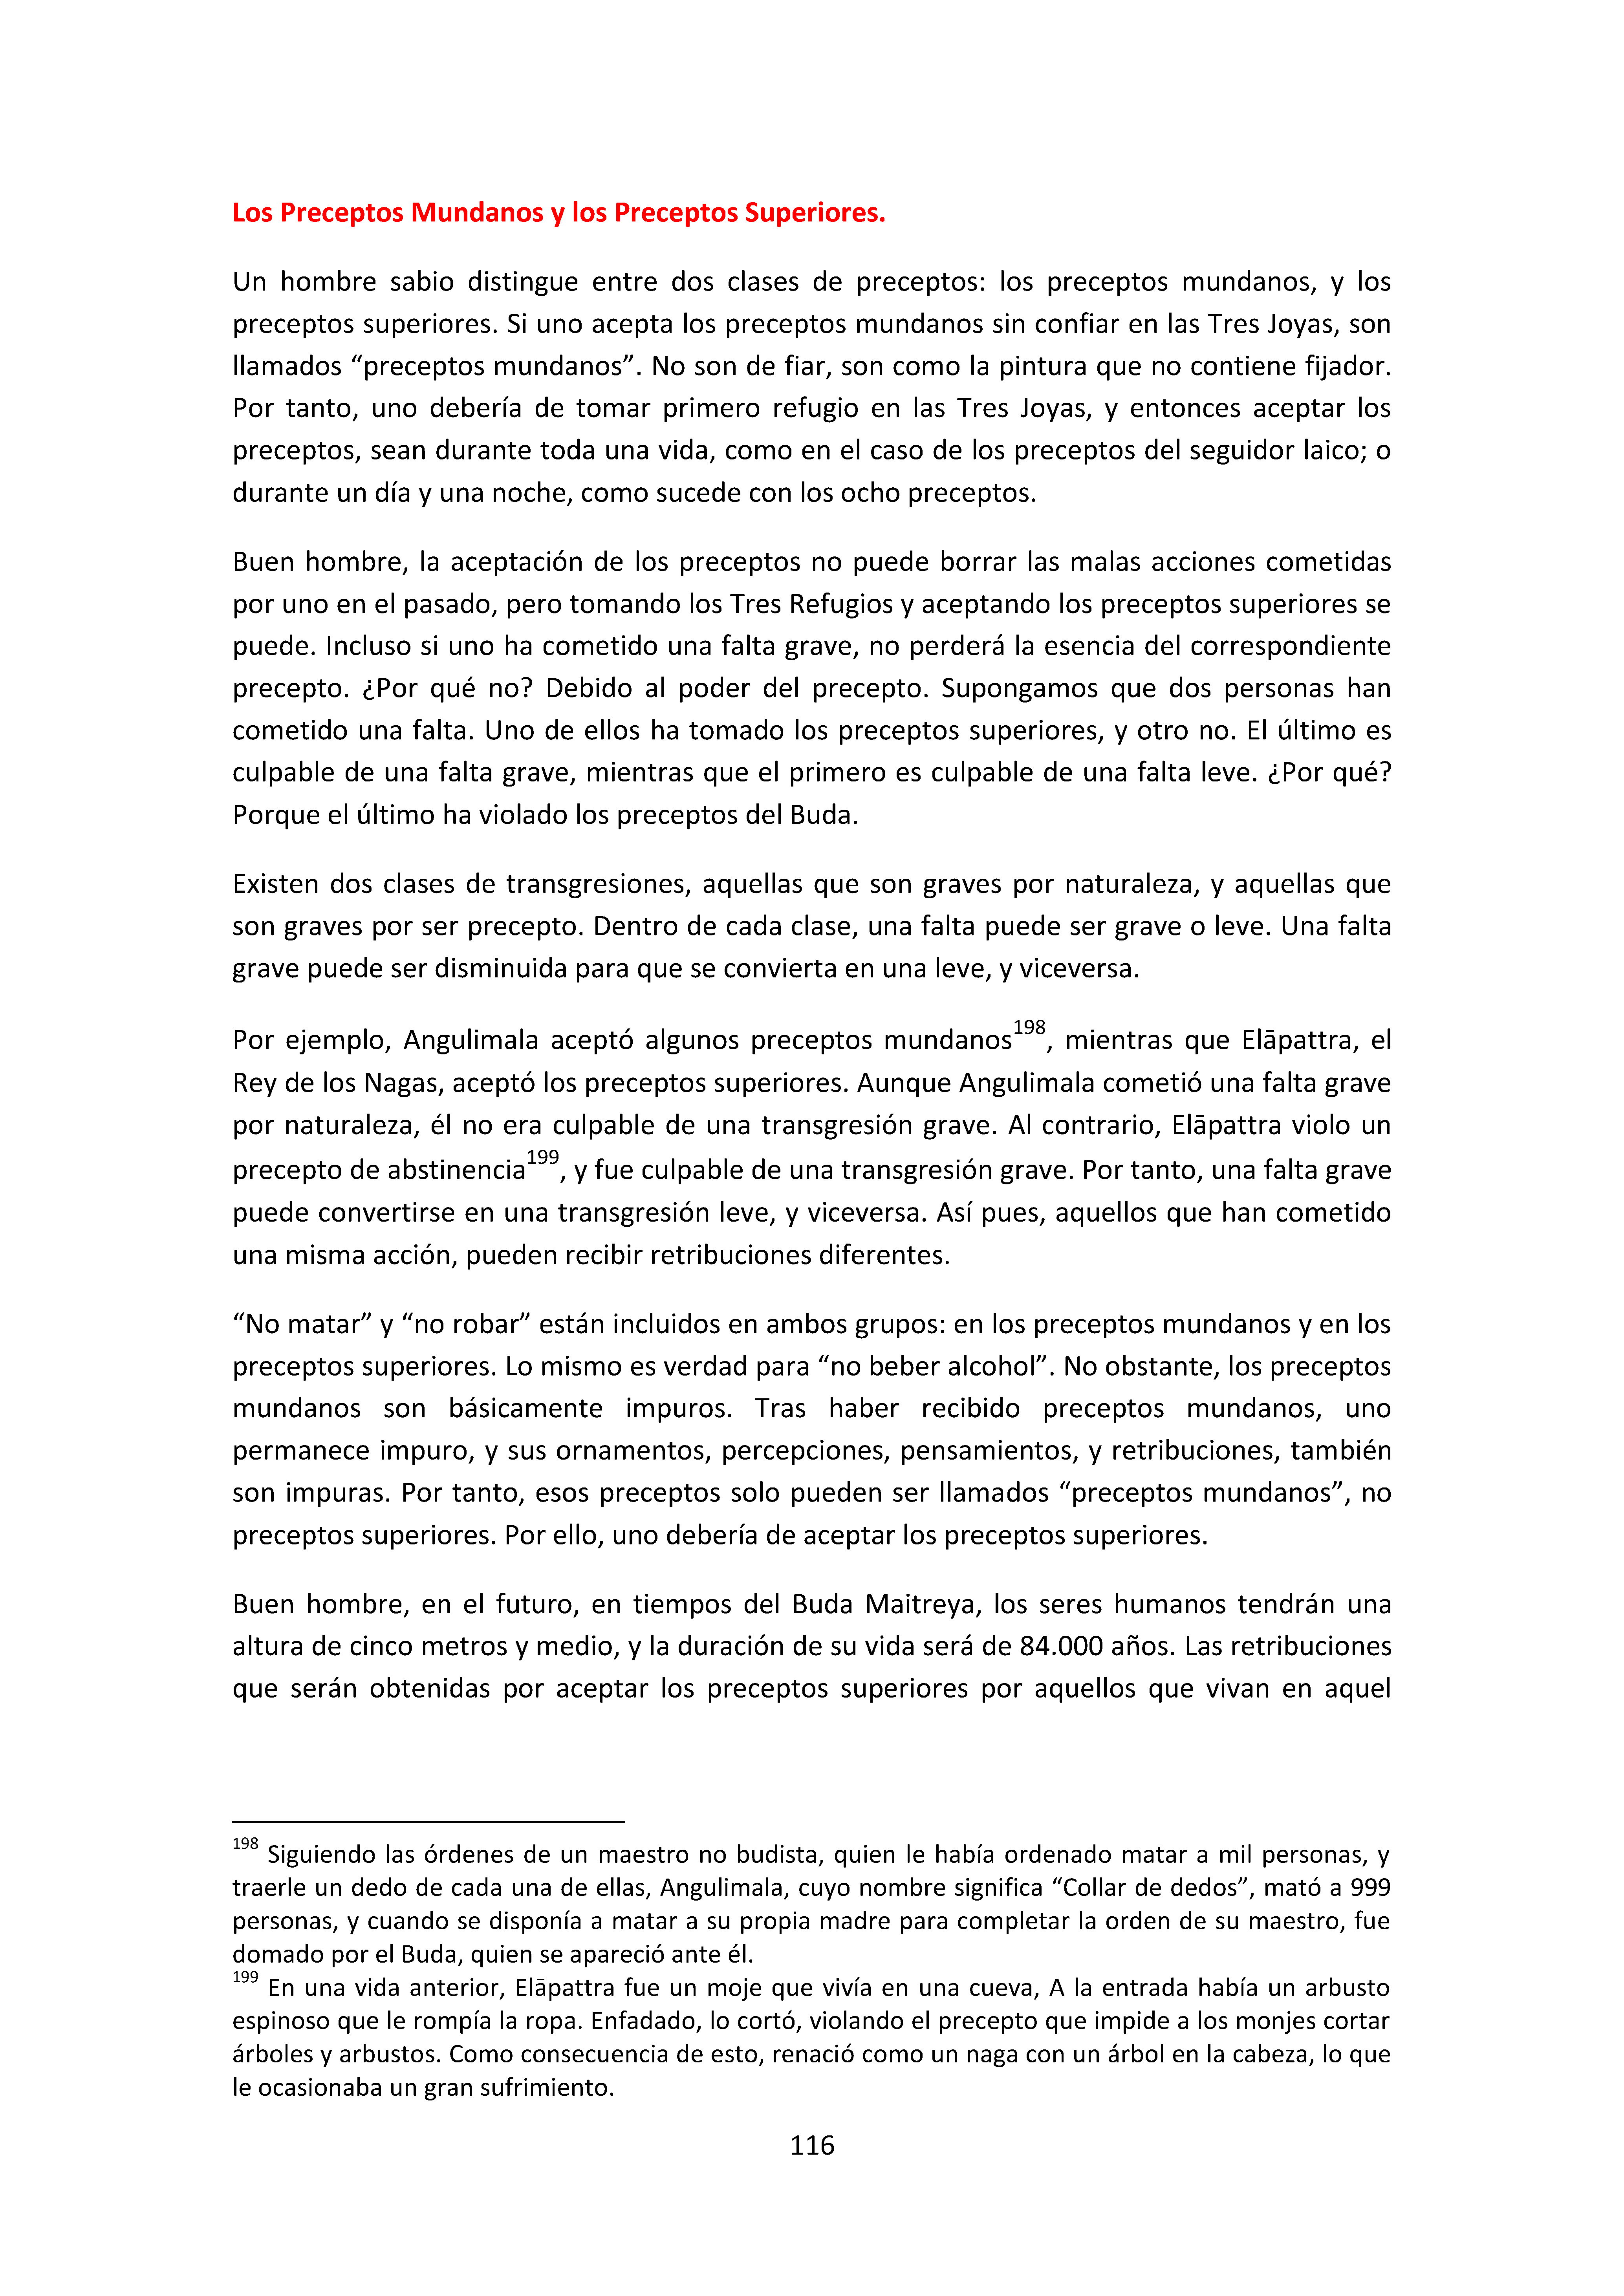 Los Preceptos Mundanos y los Preceptos Superiores.
Un hombre sabio distingue entre dos clases de preceptos: los preceptos mundanos, y los
preceptos superiores. Si uno acepta los preceptos mundanos sin confiar en las Tres Joyas, son
llamados “preceptos mundanos”. No son de fiar, son como la pintura que no contiene fijador.
Por tanto, uno debería de tomar primero refugio en las Tres Joyas, y entonces aceptar los
preceptos, sean durante toda una vida, como en el caso de los preceptos del seguidor laico; o
durante un día y una noche, como sucede con los ocho preceptos.
Buen hombre, la aceptación de los preceptos no puede borrar las malas acciones cometidas
por uno en el pasado, pero tomando los Tres Refugios y aceptando los preceptos superiores se
puede. Incluso si uno ha cometido una falta grave, no perderá la esencia del correspondiente
precepto. ¿Por qué no? Debido al poder del precepto. Supongamos que dos personas han
cometido una falta. Uno de ellos ha tomado los preceptos superiores, y otro no. El último es
culpable de una falta grave, mientras que el primero es culpable de una falta leve. ¿Por qué?
Porque el último ha violado los preceptos del Buda.
Existen dos clases de transgresiones, aquellas que son graves por naturaleza, y aquellas que
son graves por ser precepto. Dentro de cada clase, una falta puede ser grave o leve. Una falta
grave puede ser disminuida para que se convierta en una leve, y viceversa.
Por ejemplo, Angulimala aceptó algunos preceptos mundanos198, mientras que Elāpattra, el
Rey de los Nagas, aceptó los preceptos superiores. Aunque Angulimala cometió una falta grave
por naturaleza, él no era culpable de una transgresión grave. Al contrario, Elāpattra violo un
precepto de abstinencia199, y fue culpable de una transgresión grave. Por tanto, una falta grave
puede convertirse en una transgresión leve, y viceversa. Así pues, aquellos que han cometido
una misma acción, pueden recibir retribuciones diferentes.
“No matar” y “no robar” están incluidos en ambos grupos: en los preceptos mundanos y en los
preceptos superiores. Lo mismo es verdad para “no beber alcohol”. No obstante, los preceptos
mundanos son básicamente impuros. Tras haber recibido preceptos mundanos, uno
permanece impuro, y sus ornamentos, percepciones, pensamientos, y retribuciones, también
son impuras. Por tanto, esos preceptos solo pueden ser llamados “preceptos mundanos”, no
preceptos superiores. Por ello, uno debería de aceptar los preceptos superiores.
Buen hombre, en el futuro, en tiempos del Buda Maitreya, los seres humanos tendrán una
altura de cinco metros y medio, y la duración de su vida será de 84.000 años. Las retribuciones
que serán obtenidas por aceptar los preceptos superiores por aquellos que vivan en aquel
198 Siguiendo las órdenes de un maestro no budista, quien le había ordenado matar a mil personas, y
traerle un dedo de cada una de ellas, Angulimala, cuyo nombre significa “Collar de dedos”, mató a 999
personas, y cuando se disponía a matar a su propia madre para completar la orden de su maestro, fue
domado por el Buda, quien se apareció ante él.
199 En una vida anterior, Elāpattra fue un moje que vivía en una cueva, A la entrada había un arbusto
espinoso que le rompía la ropa. Enfadado, lo cortó, violando el precepto que impide a los monjes cortar
árboles y arbustos. Como consecuencia de esto, renació como un naga con un árbol en la cabeza, lo que
le ocasionaba un gran sufrimiento.
116